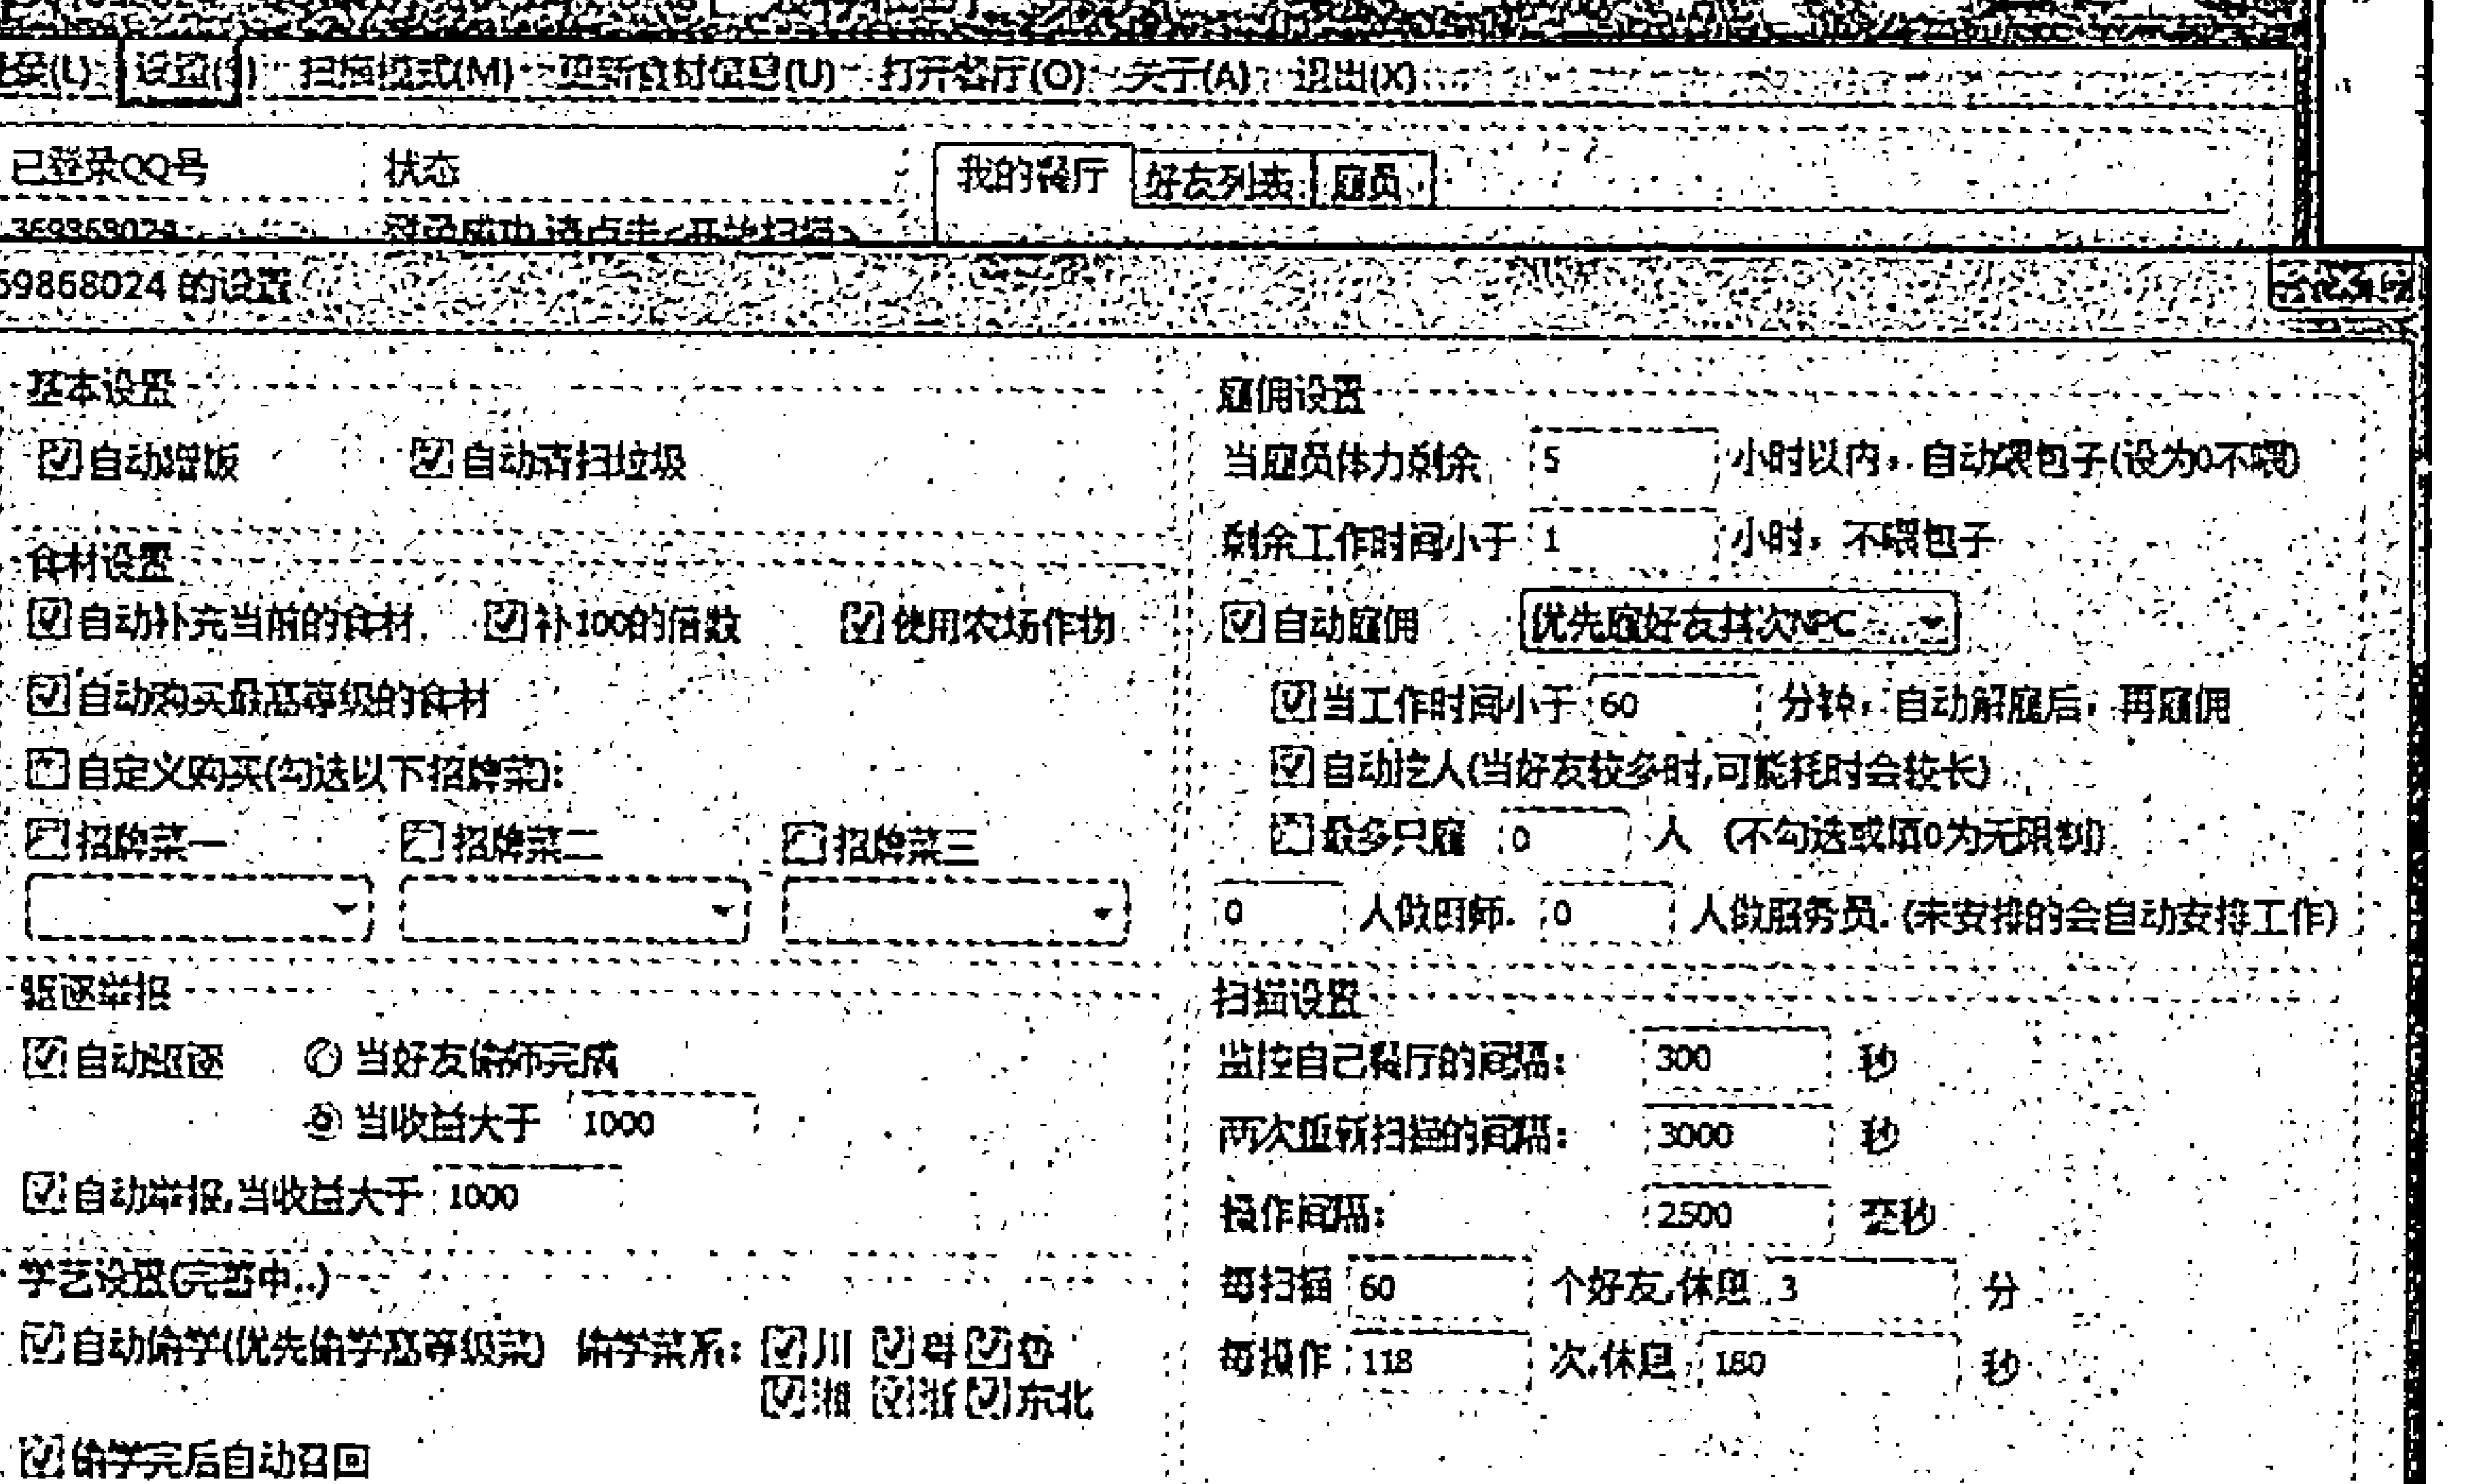 登录(L) 设置(S) 扫描模式(M) 更新食材信息(U) 打开餐厅(O) 关于(A) 退出(X)
已登录QQ号 状态 我的餐厅 好友列表 雇员
成功,请点击<开始扫描>
59868024 的设置
基本设置
自动增饭 自动清扫垃圾
食材设置
自动补充当前的食材 补100的倍数 使用农场作物
自动购买最高等级的食材
自定义购买(勾选以下招牌菜):
招牌菜一 招牌菜二 招牌菜三
驱逐举报
自动驱逐 当好友偷师完成
当收益大于 1000
自动举报,当收益大于 1000
学艺设置(完善中..)
自动偷学(优先偷学高等级菜) 偷学菜系: 川 粤 鲁
湘 浙 东北
偷学完后自动召回
雇佣设置
当雇员体力剩余 5 小时以内, 自动喂包子(设为0不喂)
剩余工作时间小于 1 小时, 不喂包子
自动雇佣 优先雇好友其次NPC
当工作时间小于 60 分钟, 自动解雇后, 再雇佣
自动挖人(当好友较多时,可能耗时会较长)
最多只雇 0 人 (不勾选或填0为无限制)
0 人做厨师. 0 人做服务员. (未安排的会自动安排工作)
扫描设置
监控自己餐厅的间隔: 300 秒
两次重新扫描的间隔: 3000 秒
操作间隔: 2500 毫秒
每扫描 60 个好友,休息 3 分
每操作 118 次,休息 180 秒